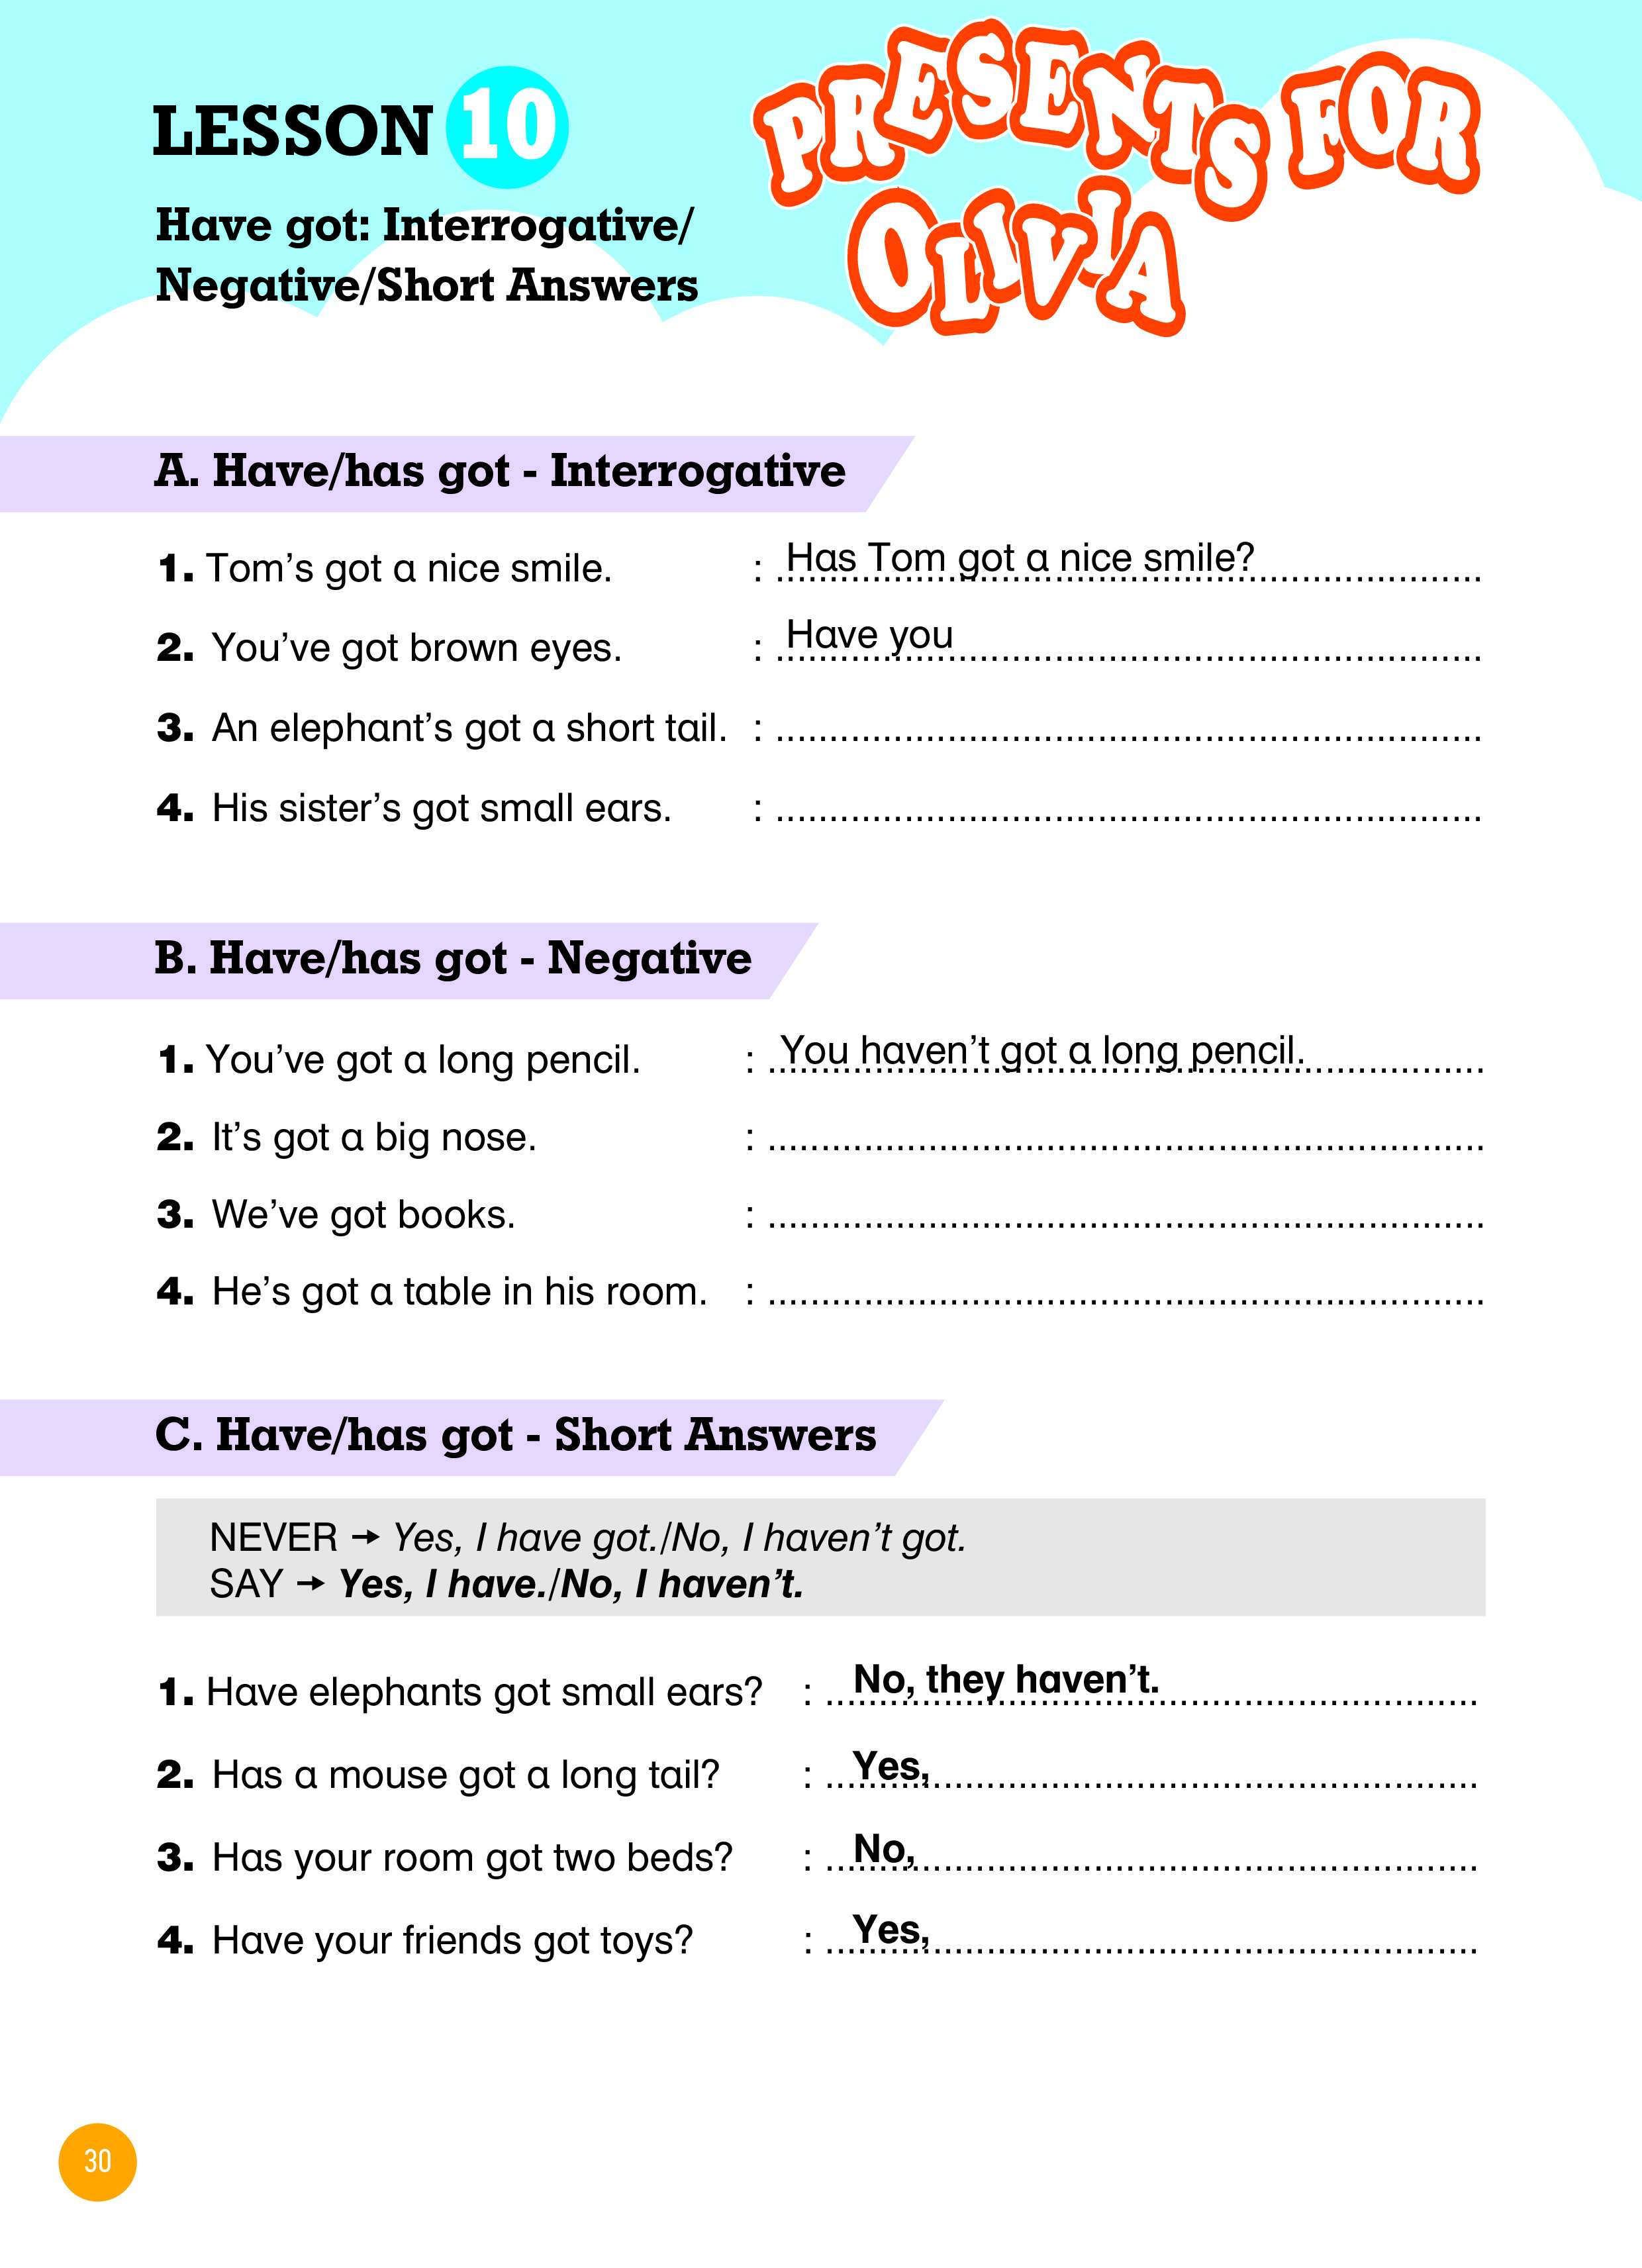 LESSON 10
PRESENTS FOR
OLIVIA
Have got: Interrogative/
Negative/Short Answers
A. Have/has got - Interrogative
1. Tom’s got a nice smile. : Has Tom got a nice smile?
2. You’ve got brown eyes. : Have you
3. An elephant’s got a short tail. :
4. His sister’s got small ears. :
B. Have/has got - Negative
1. You’ve got a long pencil. : You haven’t got a long pencil.
2. It’s got a big nose. :
3. We’ve got books. :
4. He’s got a table in his room. :
C. Have/has got - Short Answers
NEVER → Yes, I have got./No, I haven’t got.
SAY → Yes, I have./No, I haven’t.
1. Have elephants got small ears? : No, they haven’t.
2. Has a mouse got a long tail? : Yes,
3. Has your room got two beds? : No,
4. Have your friends got toys? : Yes,
30